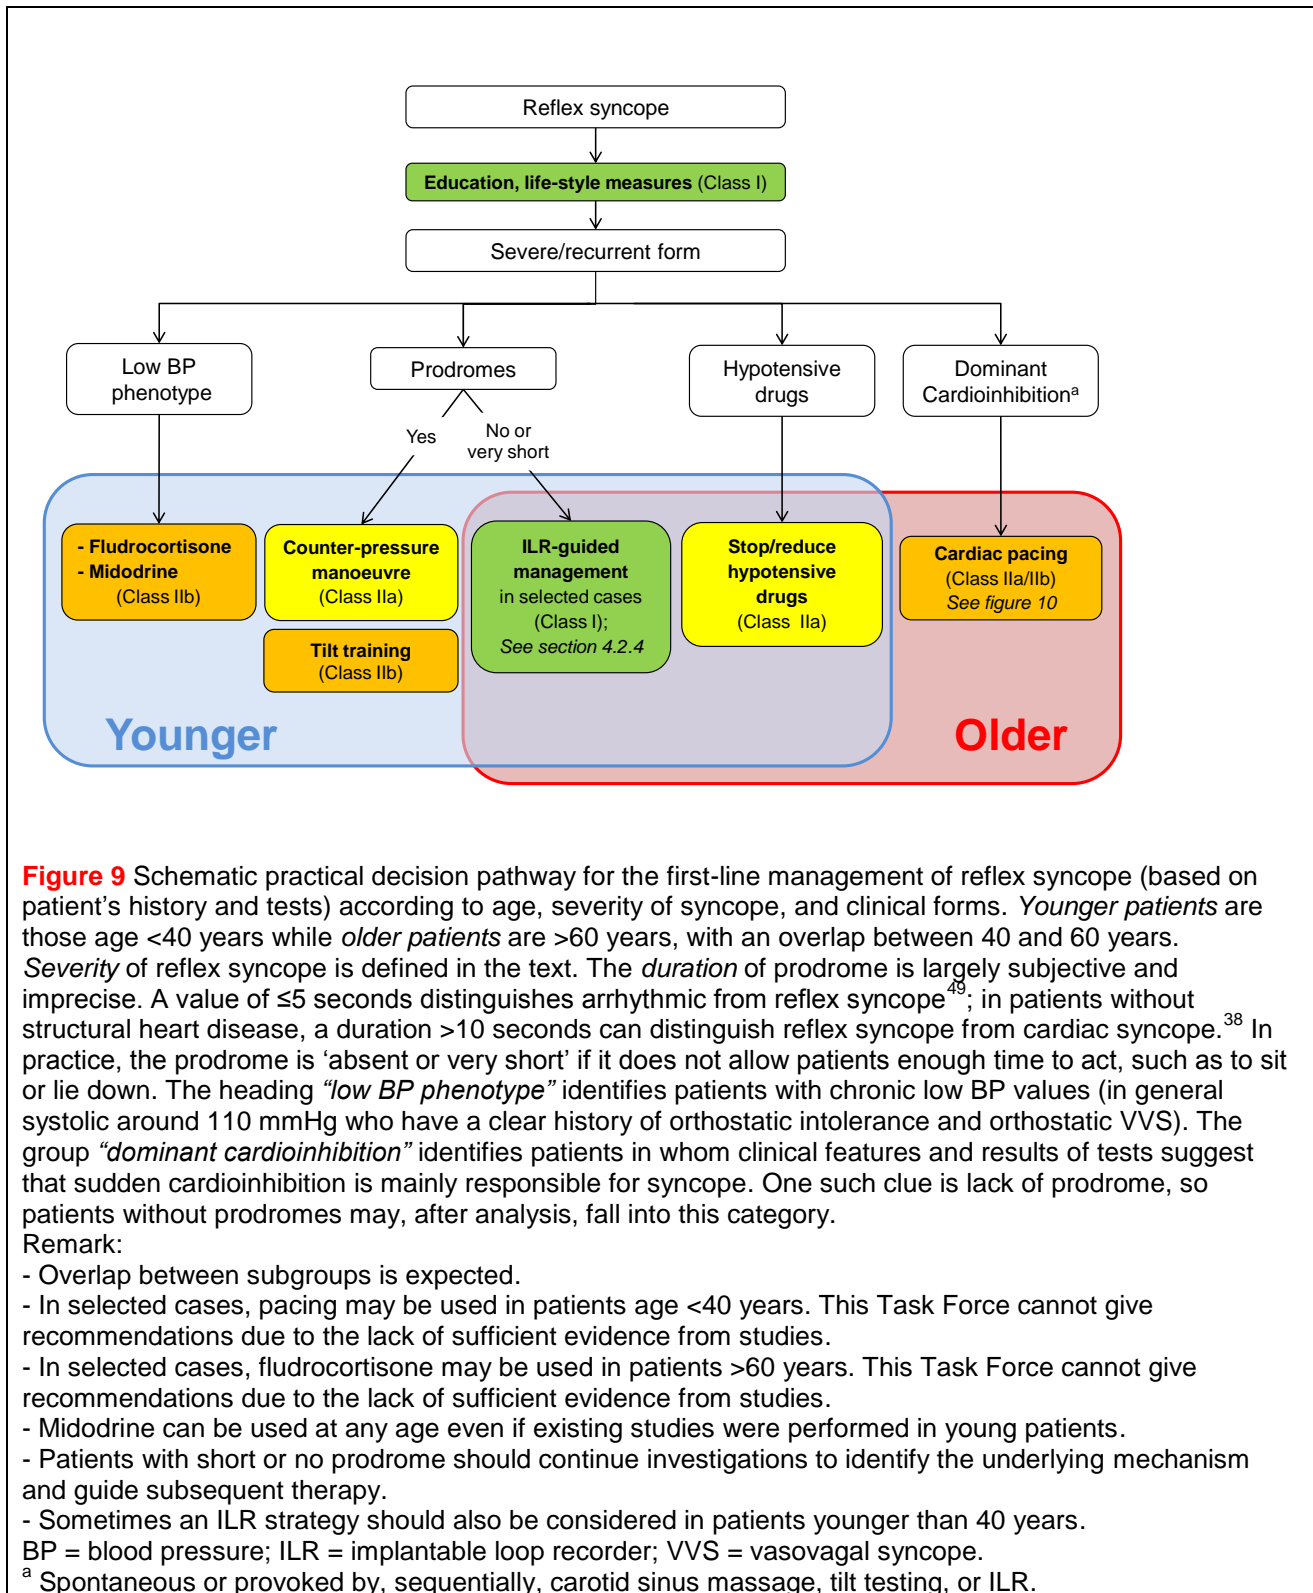 Reflex syncope
Education, life-style measures (Class I)
Severe/recurrent form
Low BP
phenotype
Prodromes
Hypotensive
drugs
Dominant
Cardioinhibitionᵃ
Yes
No or
very short
- Fludrocortisone
- Midodrine
(Class IIb)
Counter-pressure
manoeuvre
(Class IIa)
Tilt training
(Class IIb)
ILR-guided
management
in selected cases
(Class I);
See section 4.2.4
Stop/reduce
hypotensive
drugs
(Class IIa)
Cardiac pacing
(Class IIa/IIb)
See figure 10
Younger
Older
Figure 9 Schematic practical decision pathway for the first-line management of reflex syncope (based on
patient's history and tests) according to age, severity of syncope, and clinical forms. Younger patients are
those age <40 years while older patients are >60 years, with an overlap between 40 and 60 years.
Severity of reflex syncope is defined in the text. The duration of prodrome is largely subjective and
imprecise. A value of ≤5 seconds distinguishes arrhythmic from reflex syncope⁴⁹; in patients without
structural heart disease, a duration >10 seconds can distinguish reflex syncope from cardiac syncope.³⁸ In
practice, the prodrome is ‘absent or very short’ if it does not allow patients enough time to act, such as to sit
or lie down. The heading “low BP phenotype” identifies patients with chronic low BP values (in general
systolic around 110 mmHg who have a clear history of orthostatic intolerance and orthostatic VVS). The
group “dominant cardioinhibition” identifies patients in whom clinical features and results of tests suggest
that sudden cardioinhibition is mainly responsible for syncope. One such clue is lack of prodrome, so
patients without prodromes may, after analysis, fall into this category.
Remark:
- Overlap between subgroups is expected.
- In selected cases, pacing may be used in patients age <40 years. This Task Force cannot give
recommendations due to the lack of sufficient evidence from studies.
- In selected cases, fludrocortisone may be used in patients >60 years. This Task Force cannot give
recommendations due to the lack of sufficient evidence from studies.
- Midodrine can be used at any age even if existing studies were performed in young patients.
- Patients with short or no prodrome should continue investigations to identify the underlying mechanism
and guide subsequent therapy.
- Sometimes an ILR strategy should also be considered in patients younger than 40 years.
BP = blood pressure; ILR = implantable loop recorder; VVS = vasovagal syncope.
ᵃ Spontaneous or provoked by, sequentially, carotid sinus massage, tilt testing, or ILR.